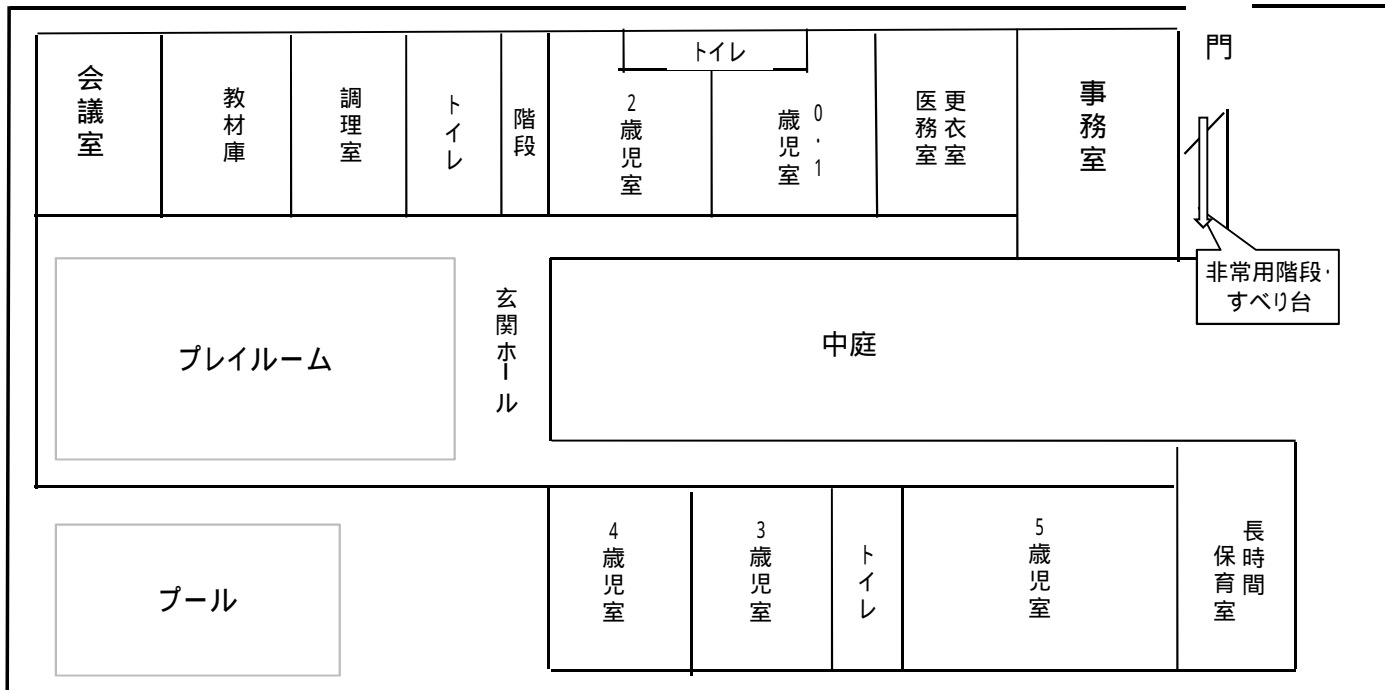 門
会議室
教材庫
調理室
トイレ
階段
2歳児室
トイレ
0・1
歳児室
更衣室
医務室
事務室
非常用階段・
すべり台
プレイルーム
玄関ホール
中庭
プール
4歳児室
3歳児室
トイレ
5歳児室
長時間
保育室